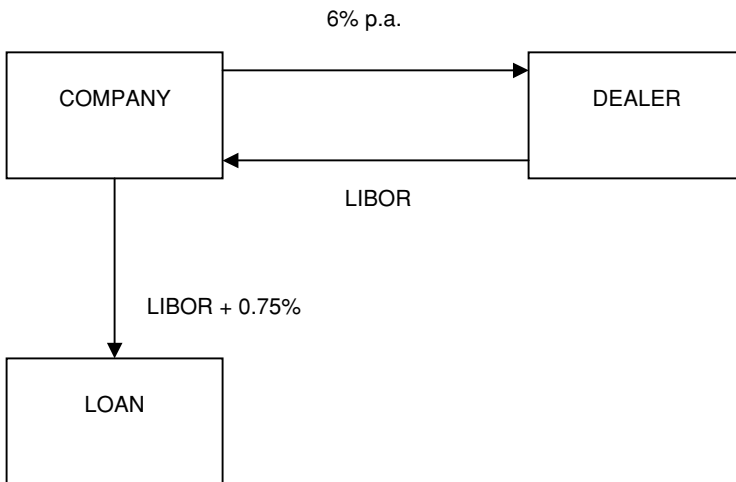 6% p.a.
COMPANY
DEALER
LIBOR
LIBOR + 0.75%
LOAN